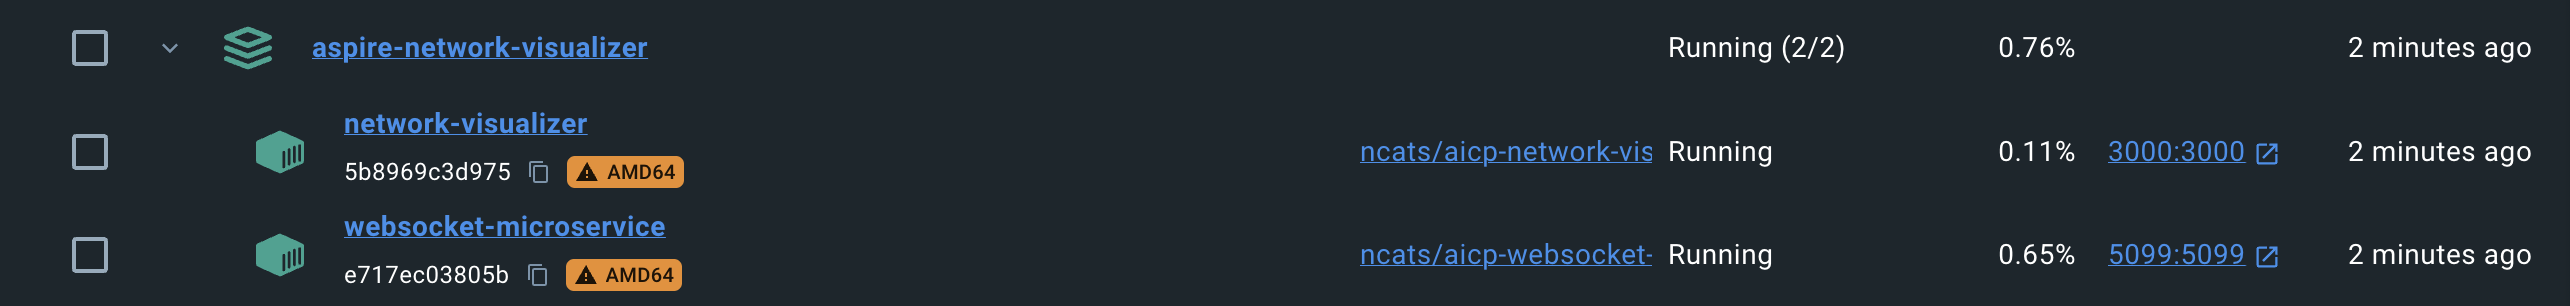 aspire-network-visualizer Running (2/2) 0.76% 2 minutes ago
network-visualizer
5b8969c3d975 AMD64 ncats/aicp-network-vis Running 0.11% 3000:3000 2 minutes ago
websocket-microservice
e717ec03805b AMD64 ncats/aicp-websocket- Running 0.65% 5099:5099 2 minutes ago